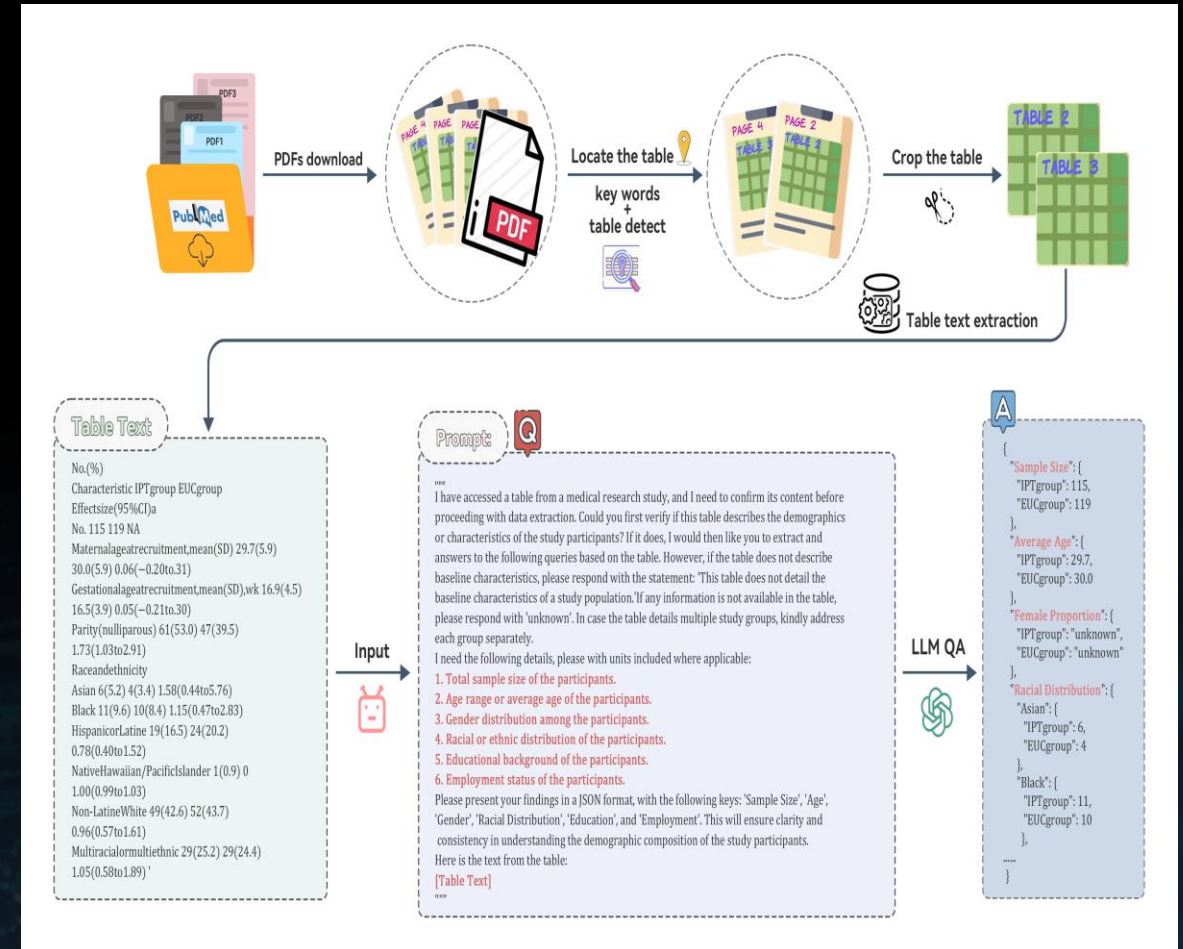 PDF3
PDF2
PDF1
PubMed
PDFs download
PAGE 4
PAGE
PAGE
TABLE
PDF
Locate the table
key words
+
table detect
PAGE 4
TABLE 3
PAGE 2
TABLE 2
Crop the table
TABLE 2
TABLE 3
Table text extraction
Table Text
No.(%)
Characteristic IPTgroup EUCgroup
Effectsize(95%CI)a
No. 115 119 NA
Maternalageatrecruitment,mean(SD) 29.7(5.9)
30.0(5.9) 0.06(−0.20to.31)
Gestationalageatrecruitment,mean(SD),wk 16.9(4.5)
16.5(3.9) 0.05(−0.21to.30)
Parity(nulliparous) 61(53.0) 47(39.5)
1.73(1.03to2.91)
Raceandethnicity
Asian 6(5.2) 4(3.4) 1.58(0.44to5.76)
Black 11(9.6) 10(8.4) 1.15(0.47to2.83)
HispanicorLatine 19(16.5) 24(20.2)
0.78(0.40to1.52)
NativeHawaiian/PacificIslander 1(0.9) 0
1.00(0.99to1.03)
Non-LatineWhite 49(42.6) 52(43.7)
0.96(0.57to1.61)
Multiracialormultiethnic 29(25.2) 29(24.4)
1.05(0.58to1.89) '
Input
Prompt:
Q
"""
I have accessed a table from a medical research study, and I need to confirm its content before
proceeding with data extraction. Could you first verify if this table describes the demographics
or characteristics of the study participants? If it does, I would then like you to extract and
answers to the following queries based on the table. However, if the table does not describe
baseline characteristics, please respond with the statement: 'This table does not detail the
baseline characteristics of a study population.'If any information is not available in the table,
please respond with 'unknown'. In case the table details multiple study groups, kindly address
each group separately.
I need the following details, please with units included where applicable:
1. Total sample size of the participants.
2. Age range or average age of the participants.
3. Gender distribution among the participants.
4. Racial or ethnic distribution of the participants.
5. Educational background of the participants.
6. Employment status of the participants.
Please present your findings in a JSON format, with the following keys: 'Sample Size', 'Age',
'Gender', 'Racial Distribution', 'Education', and 'Employment'. This will ensure clarity and
consistency in understanding the demographic composition of the study participants.
Here is the text from the table:
[Table Text]
"""
LLM QA
A
{
"Sample Size": {
"IPTgroup": 115,
"EUCgroup": 119
},
"Average Age": {
"IPTgroup": 29.7,
"EUCgroup": 30.0
},
"Female Proportion": {
"IPTgroup": "unknown",
"EUCgroup": "unknown"
},
"Racial Distribution": {
"Asian": {
"IPTgroup": 6,
"EUCgroup": 4
},
"Black": {
"IPTgroup": 11,
"EUCgroup": 10
},
......
}